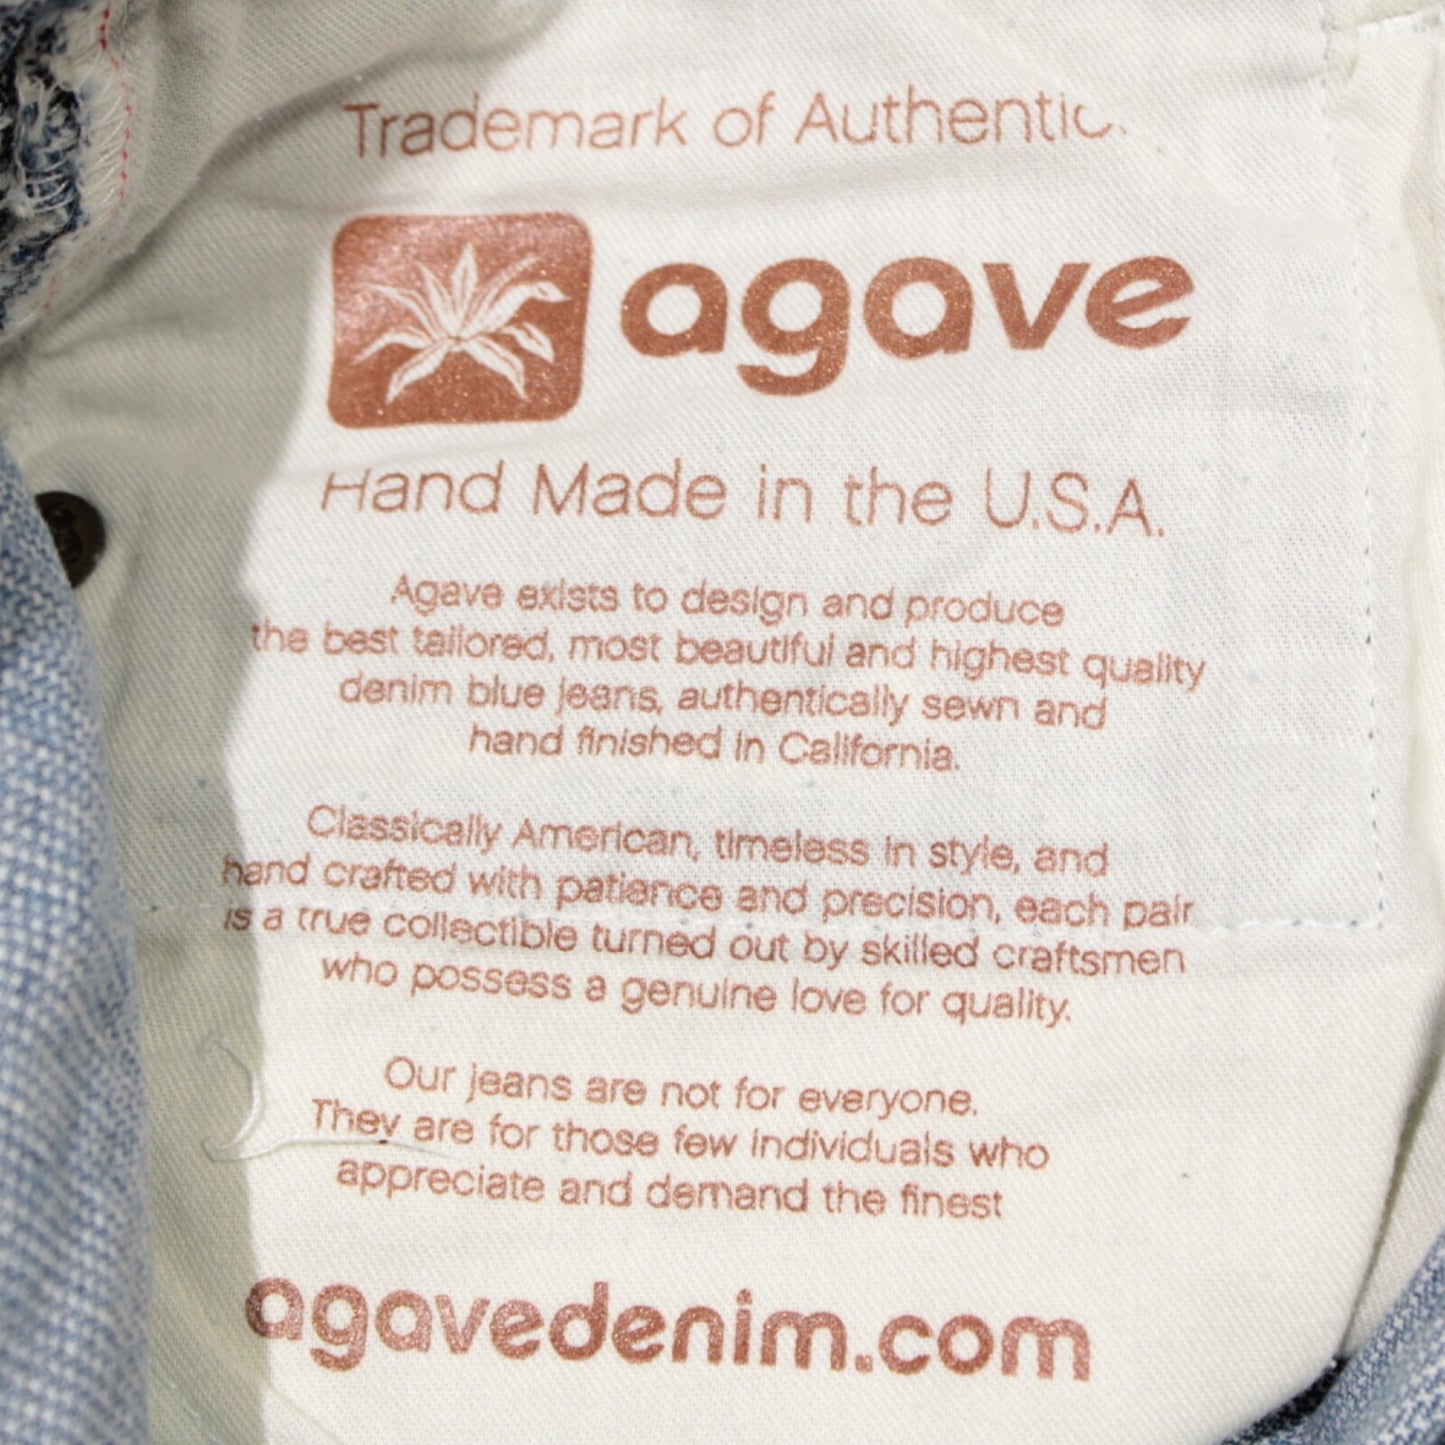 Trademark of Authentic
agave
Hand Made in the U.S.A.
Agave exists to design and produce
the best tailored, most beautiful and highest quality
denim blue jeans, authentically sewn and
hand finished in California.
Classically American, timeless in style, and
hand crafted with patience and precision, each pair
is a true collectible turned out by skilled craftsmen
who possess a genuine love for quality.
Our jeans are not for everyone.
They are for those few individuals who
appreciate and demand the finest
agavedenim.com